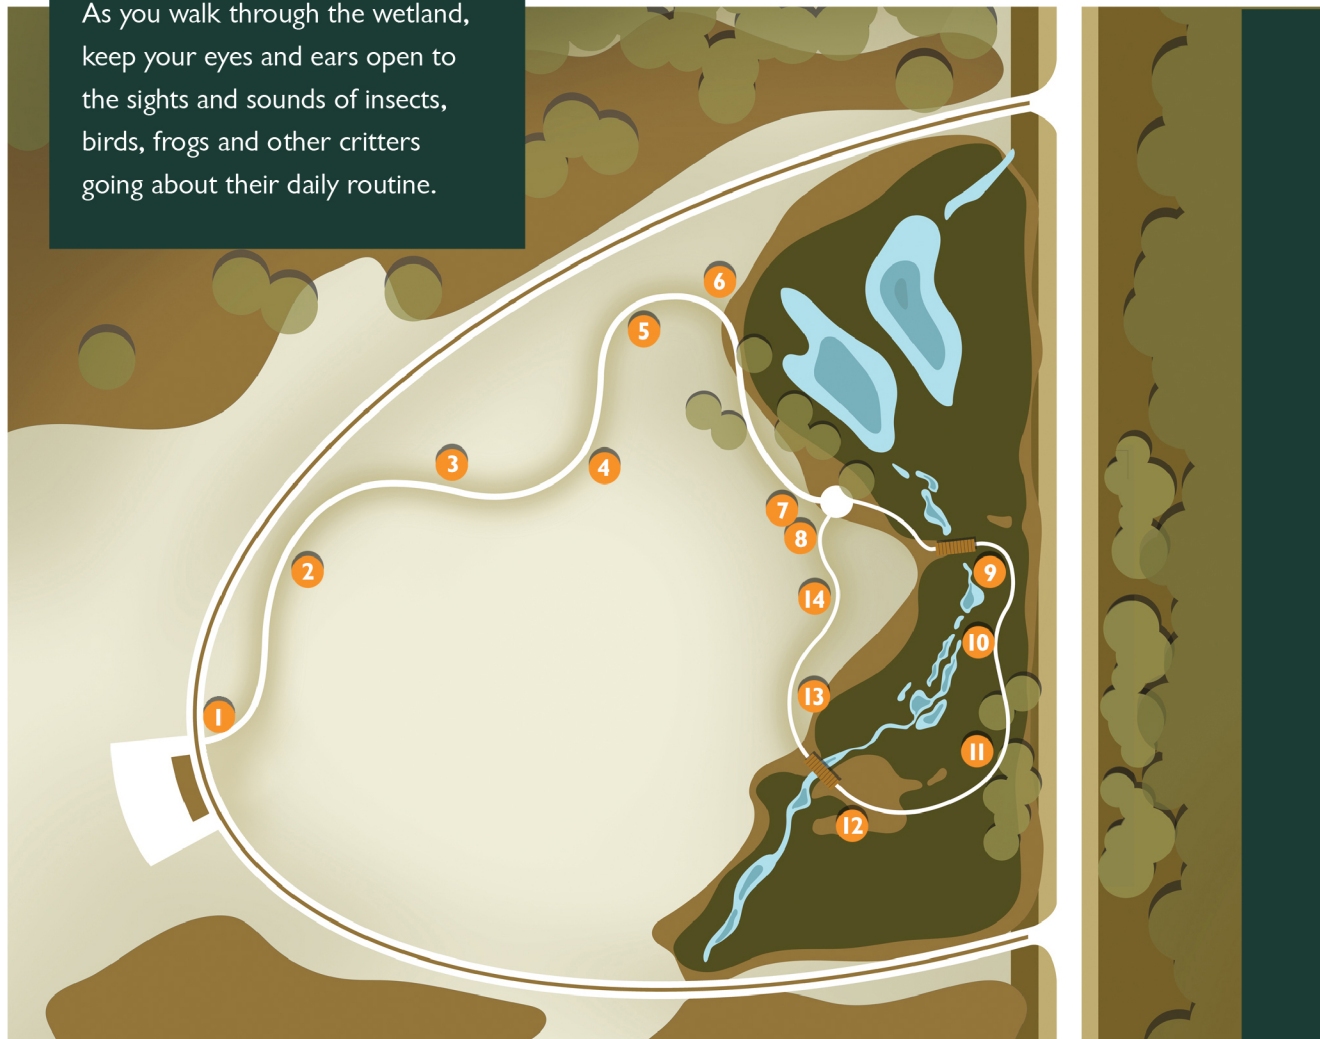 As you walk through the wetland,
keep your eyes and ears open to
the sights and sounds of insects,
birds, frogs and other critters
going about their daily routine.
6
5
3
4
7
8
2
9
14
10
13
1
11
12